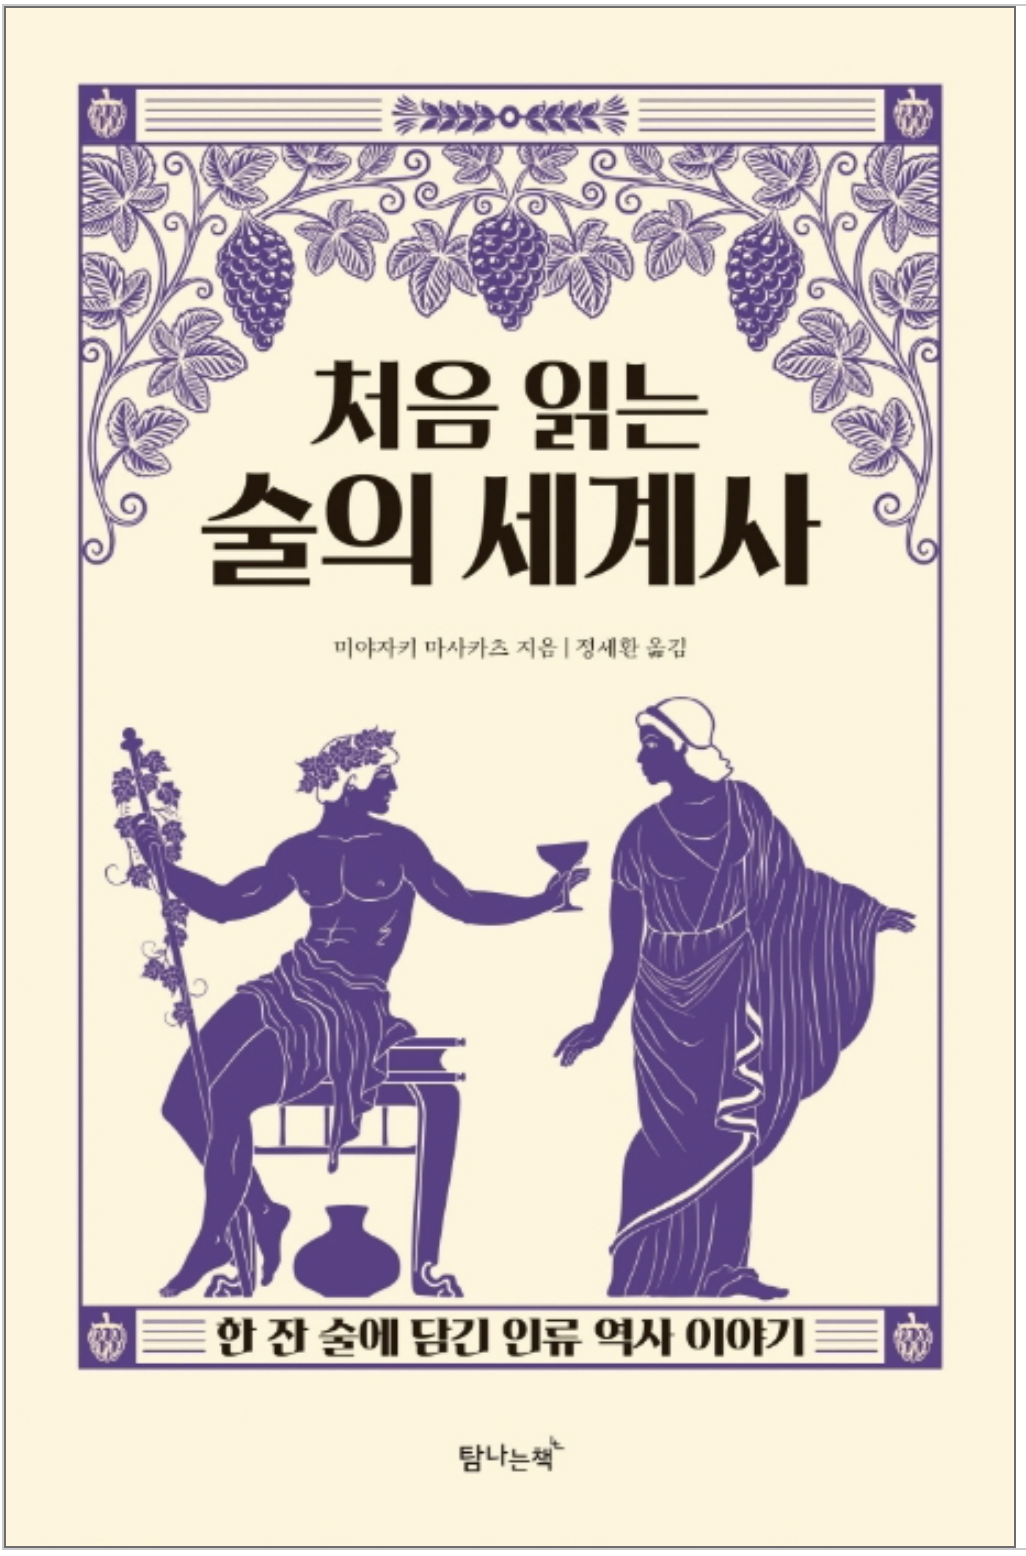 처음 읽는
술의 세계사
미야자키 마사카츠 지음 | 정세환 옮김
한 잔 술에 담긴 인류 역사 이야기
탐나는책